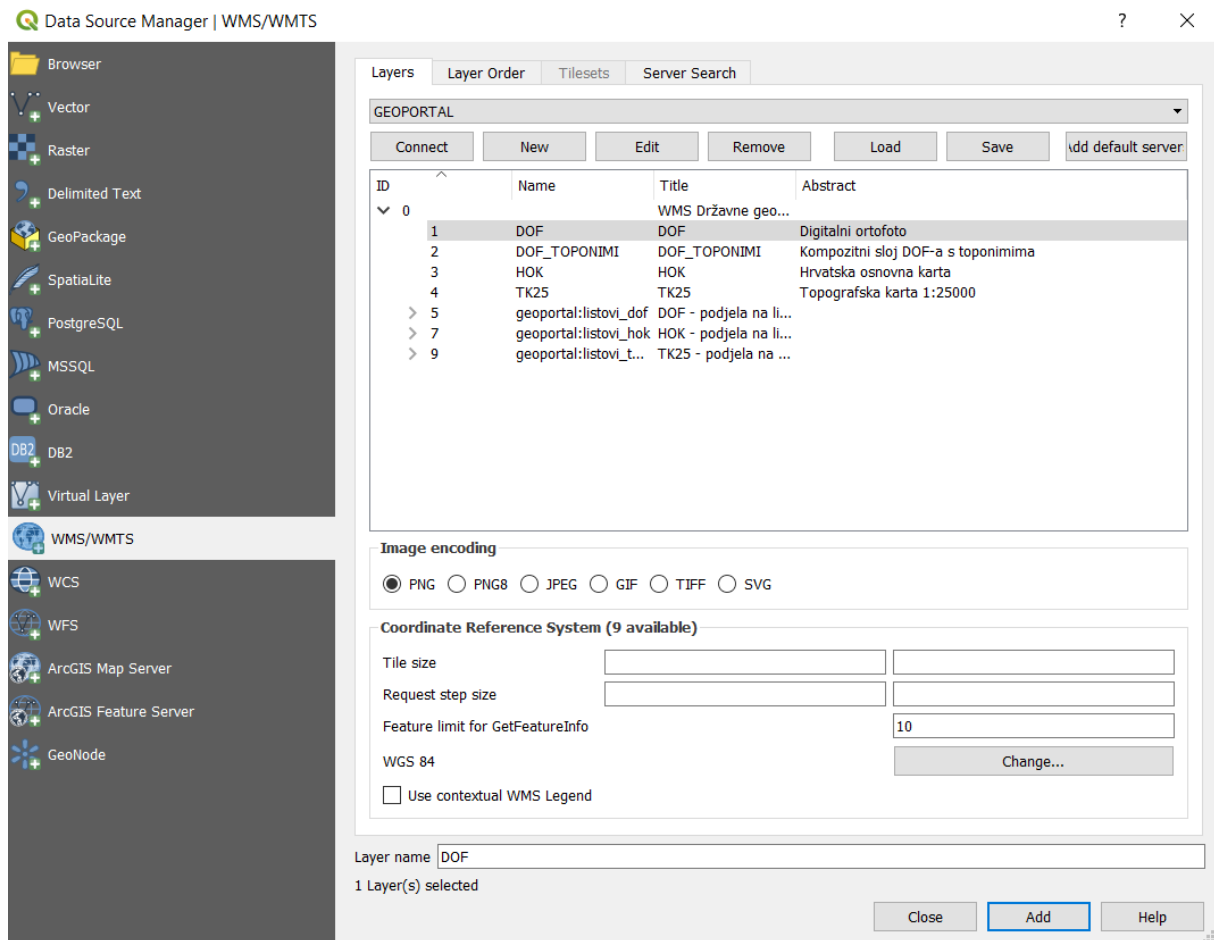 Data Source Manager | WMS/WMTS
?
Browser
Vector
Raster
Delimited Text
GeoPackage
SpatiaLite
PostgreSQL
MSSQL
Oracle
DB2
DB2
Virtual Layer
WMS/WMTS
WCS
WFS
ArcGIS Map Server
ArcGIS Feature Server
GeoNode
Layers Layer Order Tilesets Server Search
GEOPORTAL
Connect New Edit Remove Load Save dd default server
ID Name Title Abstract
0 WMS Državne geo...
1 DOF DOF Digitalni ortofoto
2 DOF_TOPONIMI DOF_TOPONIMI Kompozitni sloj DOF-a s toponimima
3 HOK HOK Hrvatska osnovna karta
4 TK25 TK25 Topografska karta 1:25000
5 geoportal:listovi_dof DOF - podjela na li...
7 geoportal:listovi_hok HOK - podjela na li...
9 geoportal:listovi_t... TK25 - podjela na ...
Image encoding
PNG PNG8 JPEG GIF TIFF SVG
Coordinate Reference System (9 available)
Tile size
Request step size
Feature limit for GetFeatureInfo 10
WGS 84 Change...
Use contextual WMS Legend
Layer name DOF
1 Layer(s) selected
Close Add Help